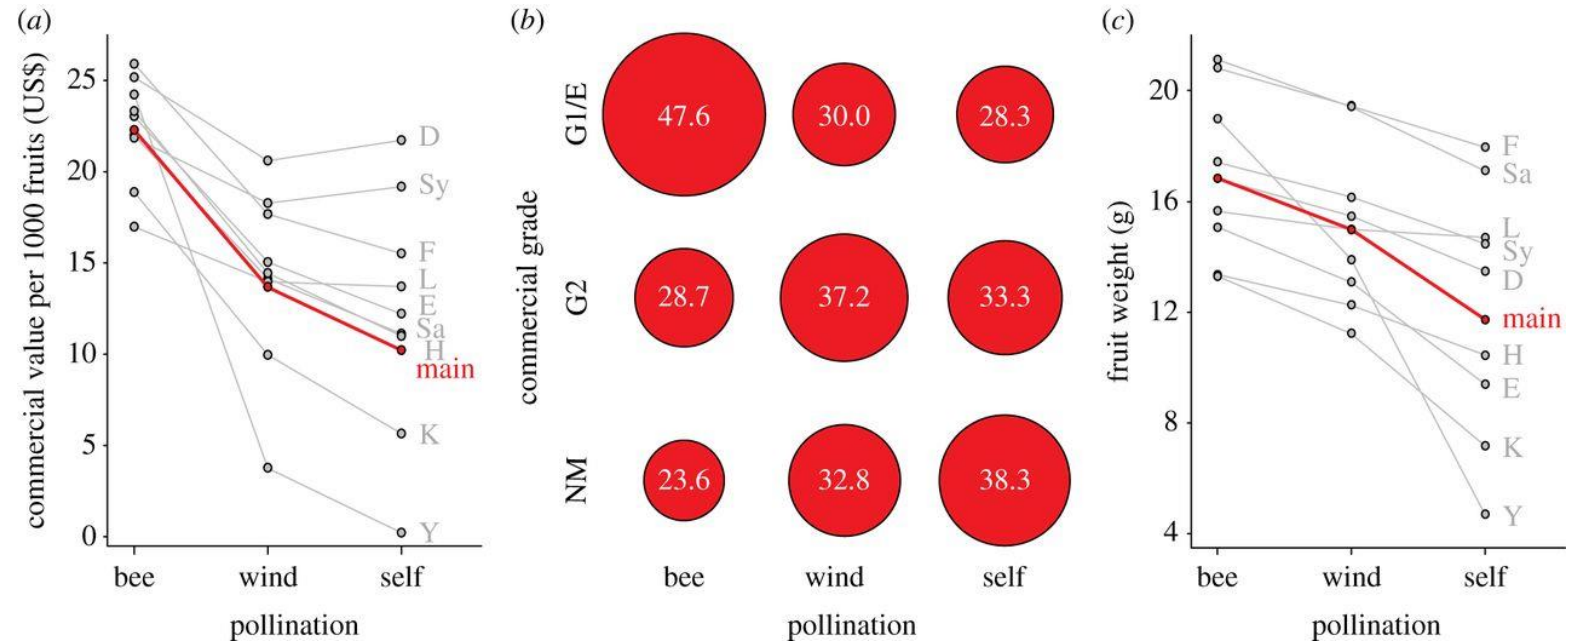 (a)
commercial value per 1000 fruits (US$)
25
20
15
10
5
0
D
Sy
F
L
E
Sa
H
main
K
Y
bee wind self
pollination
(b)
commercial grade
G1/E
47.6 30.0 28.3
G2
28.7 37.2 33.3
NM
23.6 32.8 38.3
bee wind self
pollination
(c)
fruit weight (g)
20
16
12
8
4
F
Sa
L
Sy
D
main
H
E
K
Y
bee wind self
pollination